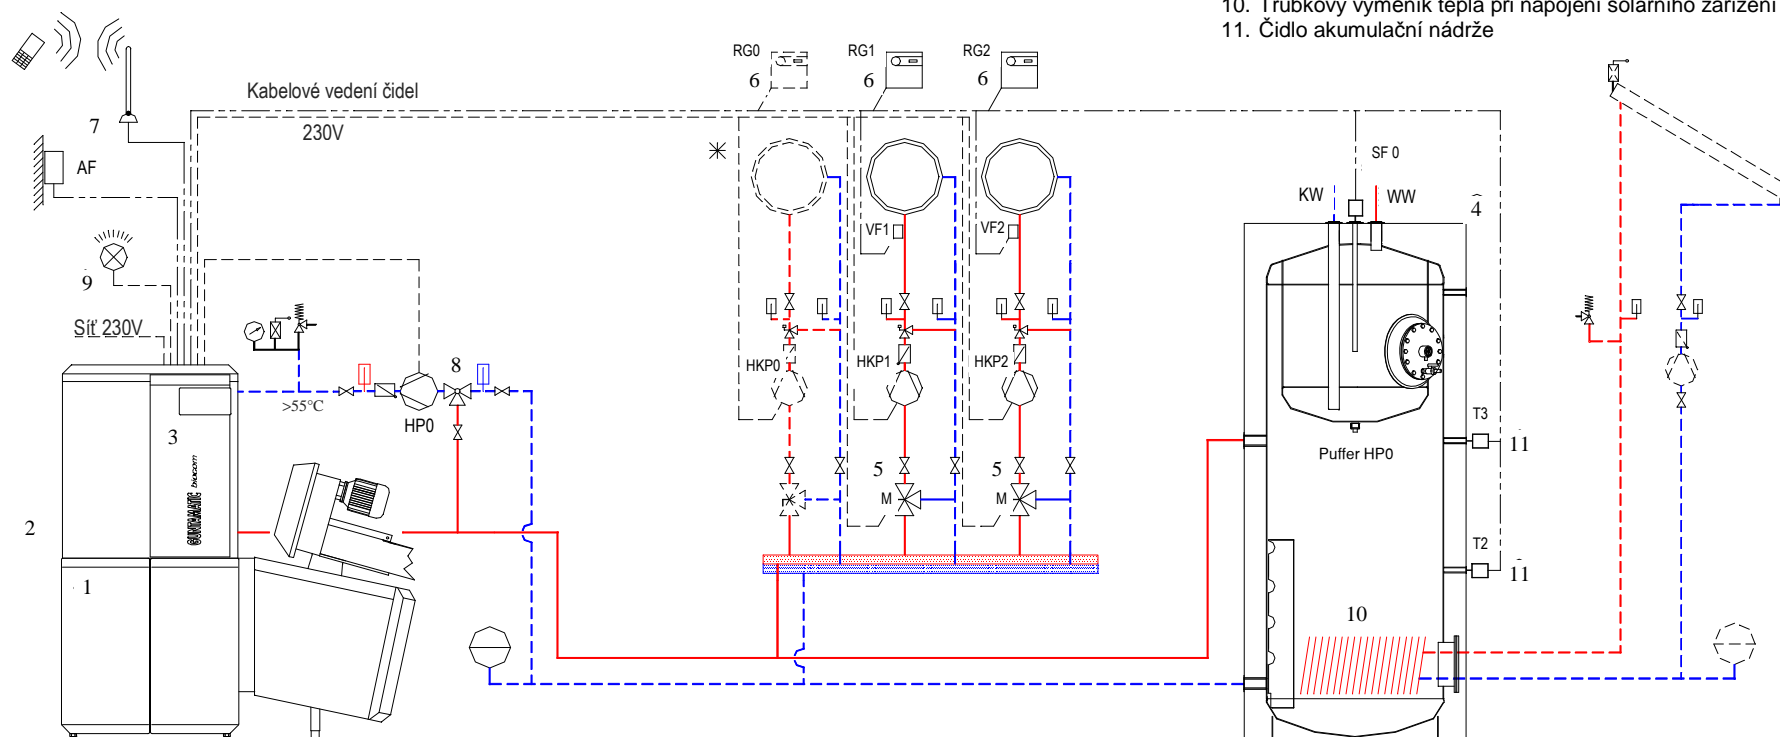 10. Trubkový výměník tepla při napojení solárního zařízení
11. Čidlo akumulační nádrže
RG0
RG1
RG2
6
6
6
Kabelové vedení čidel
230V
7
AF
SF 0
KW
WW
4
VF1
VF2
9
Síť 230V
8
>55°C
HP0
HKP0
HKP1
HKP2
3
GUNTAMATIC biocom
T3
11
Puffer HP0
5
5
M
M
2
1
T2
11
10